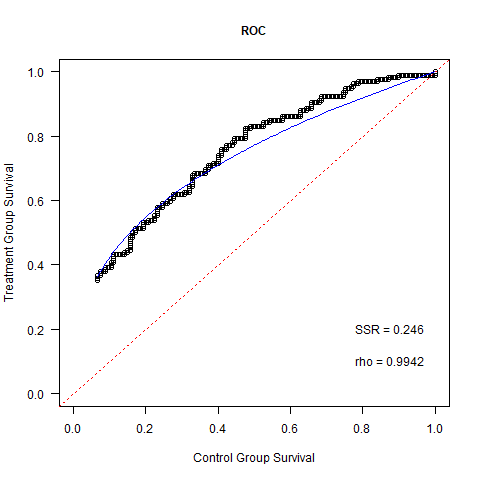 ROC
Treatment Group Survival
1.0
0.8
0.6
0.4
0.2
0.0
SSR = 0.246
rho = 0.9942
0.0 0.2 0.4 0.6 0.8 1.0
Control Group Survival